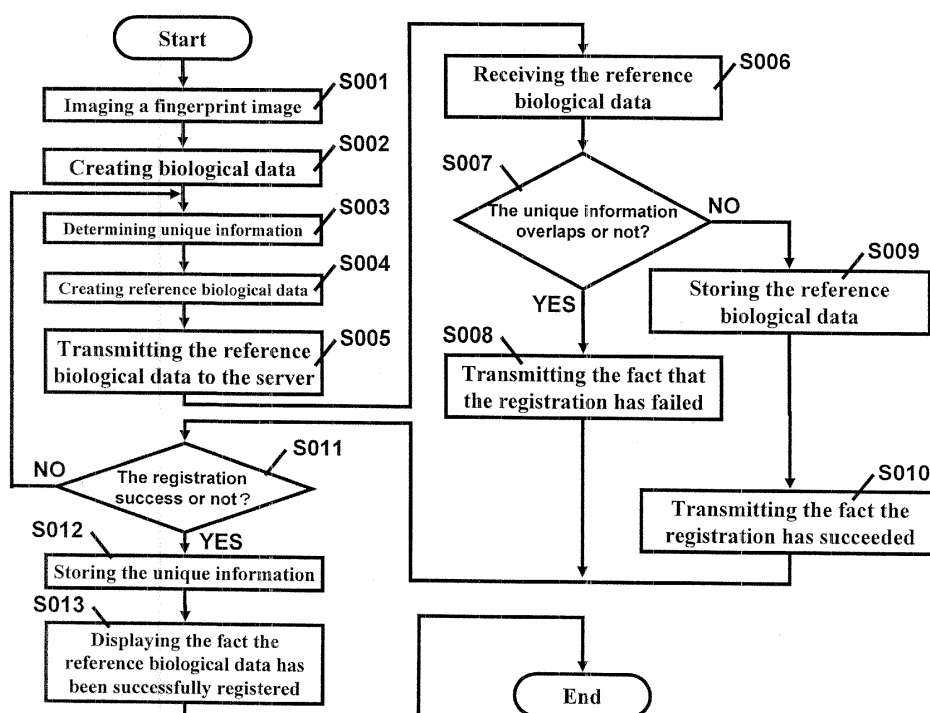 Start
S001
Imaging a fingerprint image
S002
Creating biological data
S003
Determining unique information
S004
Creating reference biological data
S005
Transmitting the reference
biological data to the server
S006
Receiving the reference
biological data
S007
The unique information
overlaps or not?
NO
YES
S008
Transmitting the fact that
the registration has failed
S009
Storing the reference
biological data
S010
Transmitting the fact the
registration has succeeded
S011
The registration
success or not?
NO
YES
S012
Storing the unique information
S013
Displaying the fact the
reference biological data has
been successfully registered
End